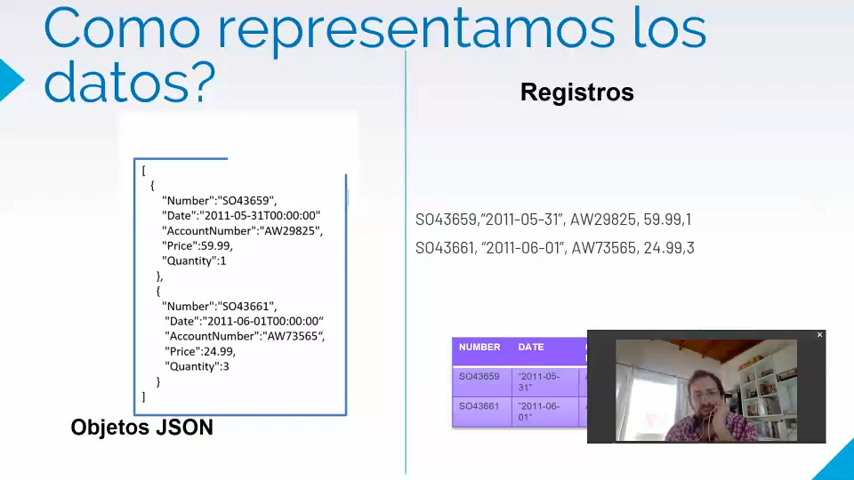 Como representamos los
datos?
[
{
"Number":"SO43659",
"Date":"2011-05-31T00:00:00"
"AccountNumber":"AW29825",
"Price":59.99,
"Quantity":1
},
{
"Number":"SO43661",
"Date":"2011-06-01T00:00:00“
"AccountNumber":"AW73565“,
"Price":24.99,
"Quantity":3
}
]
Objetos JSON
Registros
SO43659,“2011-05-31”, AW29825, 59.99,1
SO43661, “2011-06-01”, AW73565, 24.99,3
NUMBER DATE
SO43659 “2011-05-
31”
SO43661 “2011-06-
01”